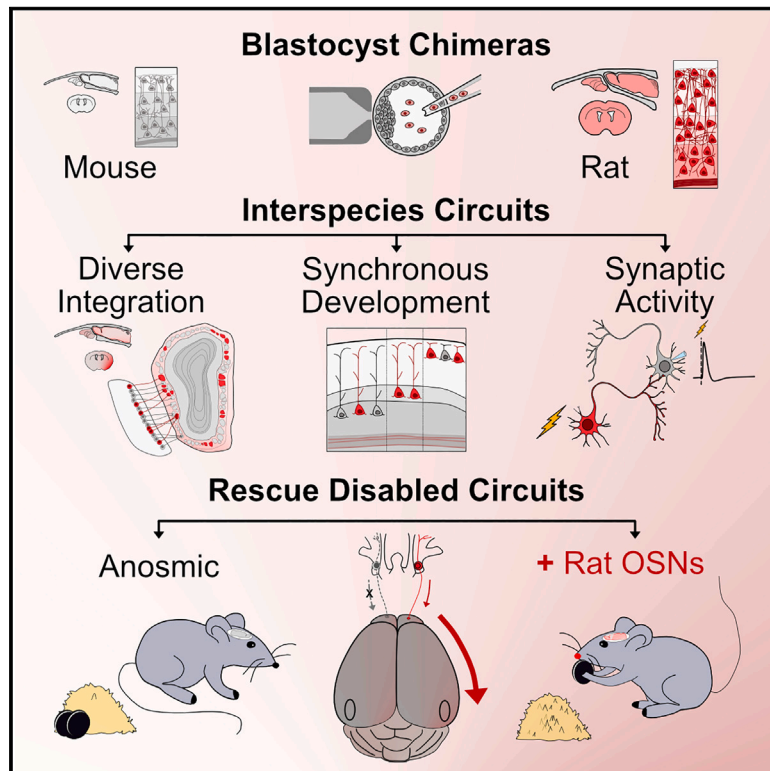 Blastocyst Chimeras
Mouse
Rat
Interspecies Circuits
Diverse
Integration
Synchronous
Development
Synaptic
Activity
Rescue Disabled Circuits
Anosmic
x
+ Rat OSNs